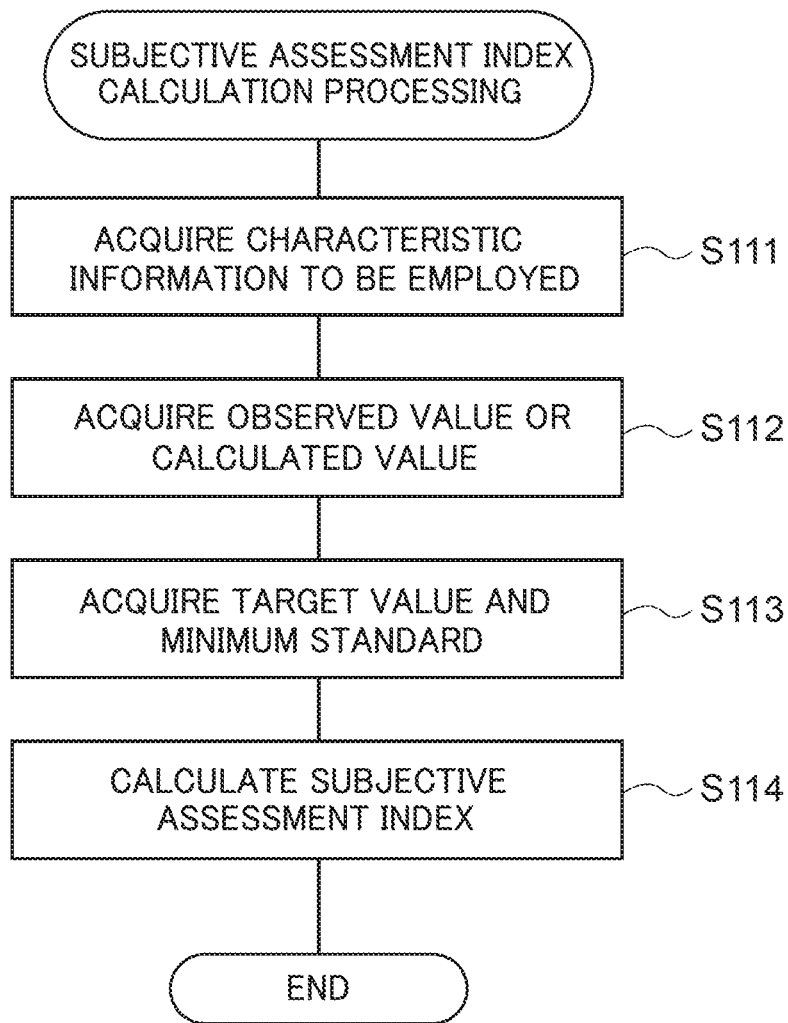 SUBJECTIVE ASSESSMENT INDEX
CALCULATION PROCESSING
ACQUIRE CHARACTERISTIC
INFORMATION TO BE EMPLOYED
S111
ACQUIRE OBSERVED VALUE OR
CALCULATED VALUE
S112
ACQUIRE TARGET VALUE AND
MINIMUM STANDARD
S113
CALCULATE SUBJECTIVE
ASSESSMENT INDEX
S114
END